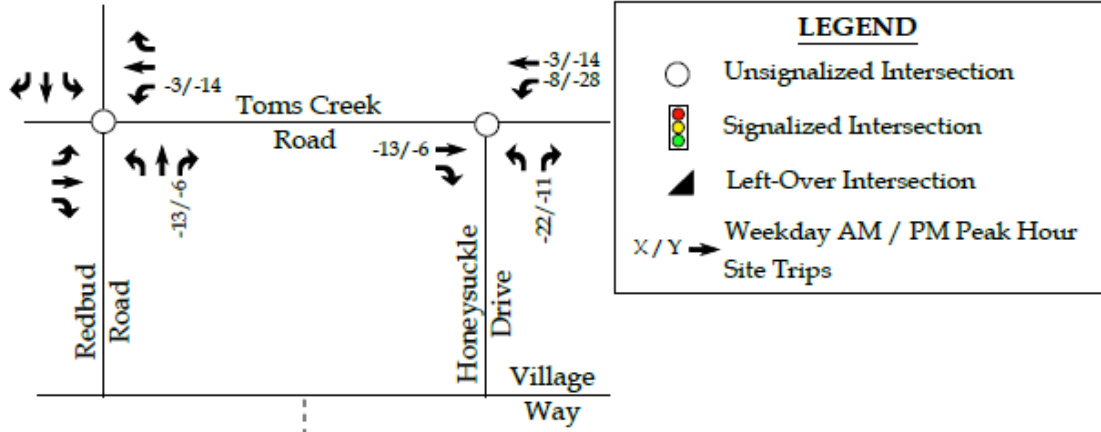 -3/-14
Toms Creek
Road
-3/-14
-8/-28
-13/-6
-13/-6
-22/-11
Redbud
Road
Honeysuckle
Drive
Village
Way
LEGEND
Unsignalized Intersection
Signalized Intersection
Left-Over Intersection
X / Y
Weekday AM / PM Peak Hour
Site Trips